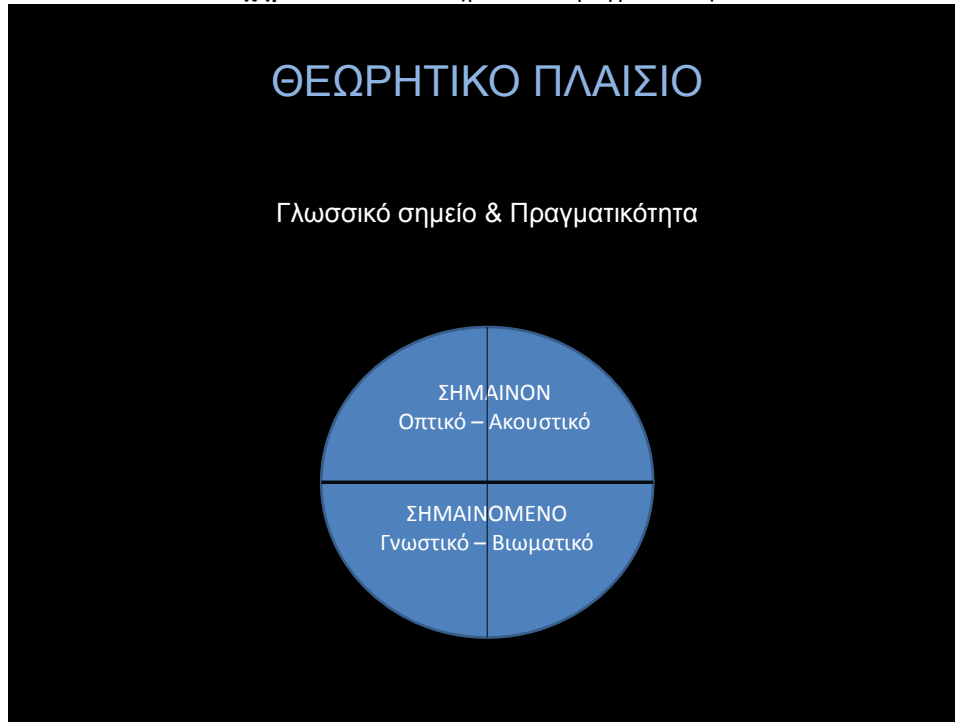 ΘΕΩΡΗΤΙΚΟ ΠΛΑΙΣΙΟ
Γλωσσικό σημείο & Πραγματικότητα
ΣΗΜΑΙΝΟΝ
Οπτικό – Ακουστικό
ΣΗΜΑΙΝΟΜΕΝΟ
Γνωστικό – Βιωματικό